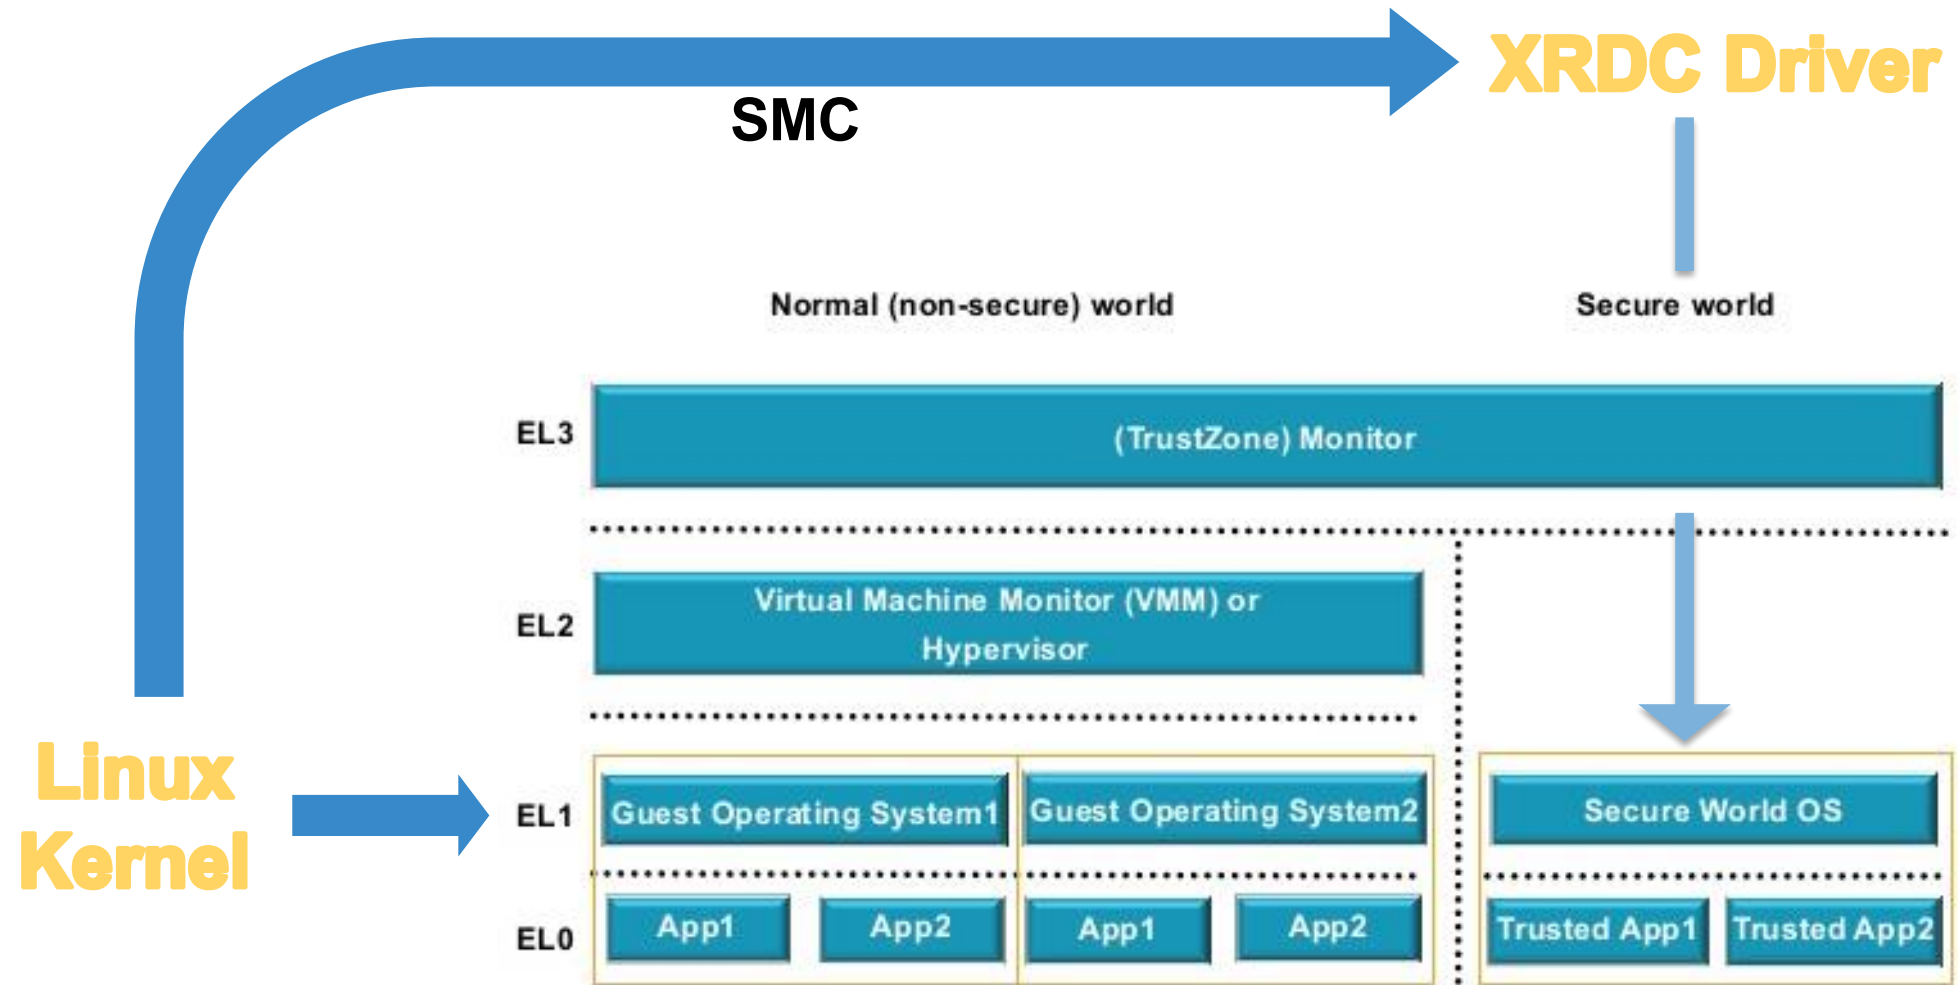 XRDC Driver
SMC
Normal (non-secure) world
Secure world
EL3
(TrustZone) Monitor
EL2
Virtual Machine Monitor (VMM) or
Hypervisor
Linux
Kernel
EL1
Guest Operating System1
Guest Operating System2
Secure World OS
EL0
App1
App2
App1
App2
Trusted App1
Trusted App2